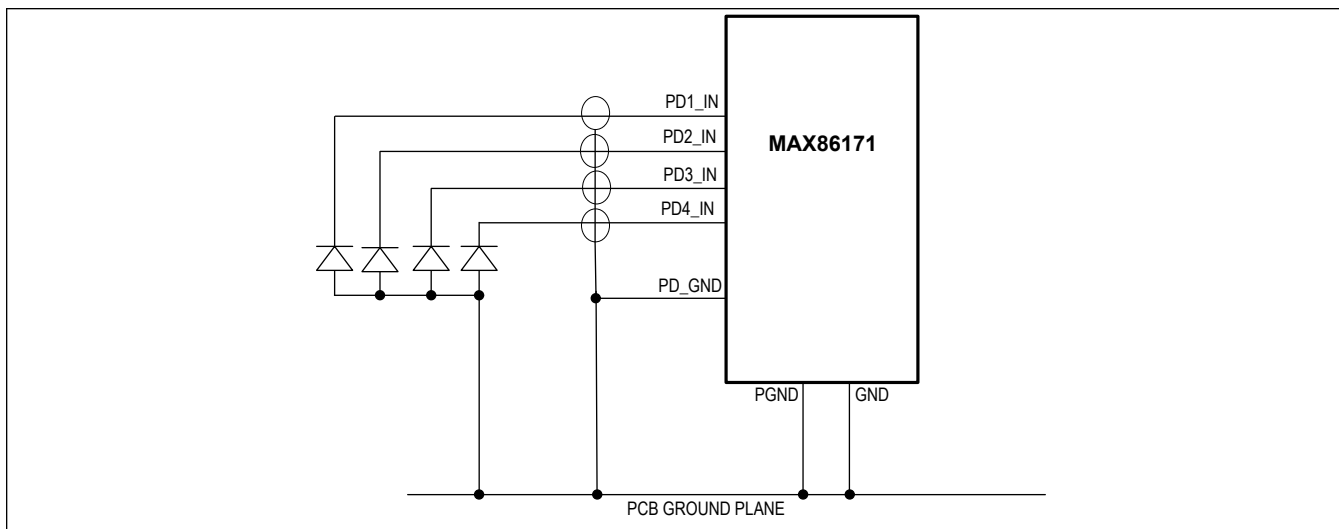 PD1_IN
PD2_IN
MAX86171
PD3_IN
PD4_IN
PD_GND
PGND
GND
PCB GROUND PLANE